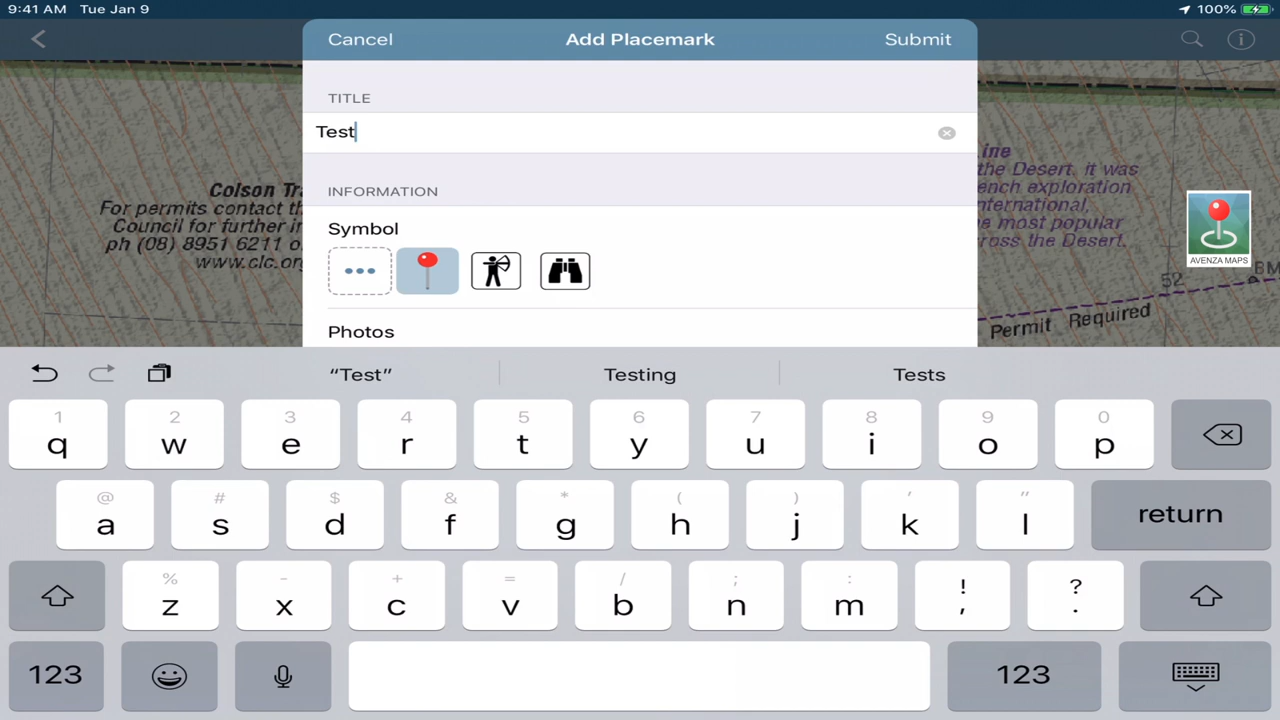 9:41 AM Tue Jan 9
100%
Cancel
Add Placemark
Submit
TITLE
Test
INFORMATION
Symbol
Photos
Colson Tra
For permits contact th
Council for further in
ph (08) 8951 6211 o
www.clc.org
ine
the Desert. it was
ench exploration
nternational,
e most popular
ross the Desert.
AVENZA MAPS
52
BM
Permit Required
“Test”
Testing
Tests
1 2 3 4 5 6 7 8 9 0
q w e r t y u i o p
@ # $ & * ( ) ' "
a s d f g h j k l return
% - + = / ; : ! ?
z x c v b n m , .
123
123